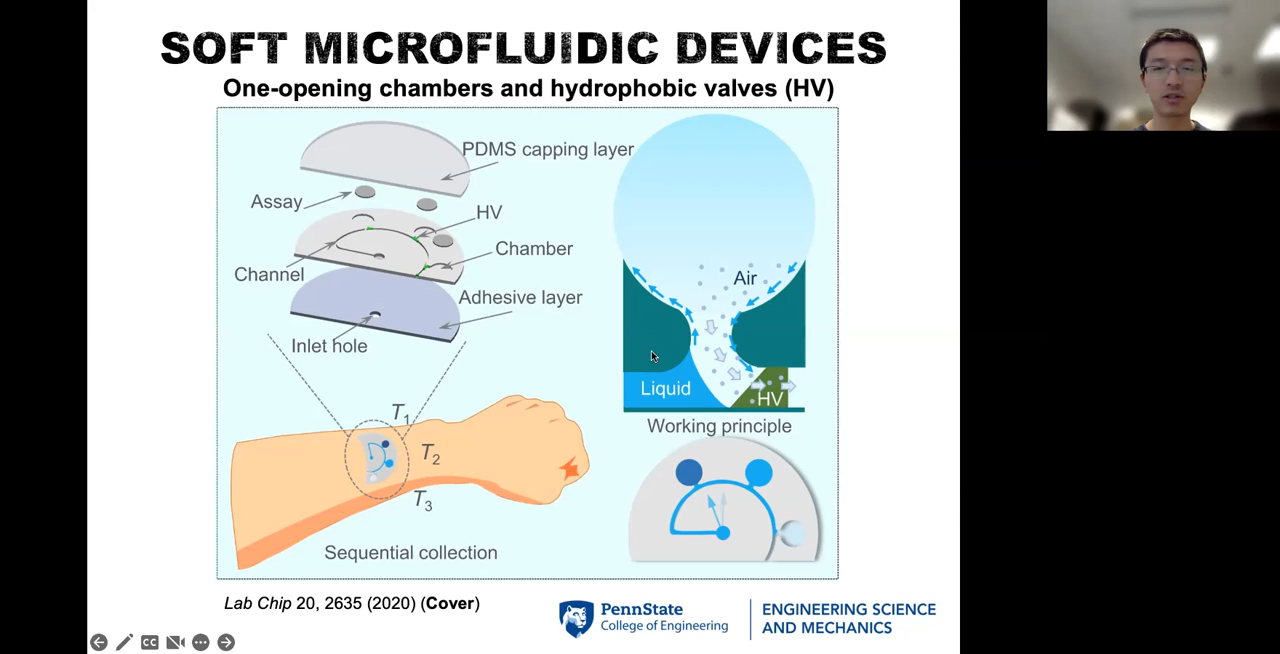 SOFT MICROFLUIDIC DEVICES
One-opening chambers and hydrophobic valves (HV)
PDMS capping layer
Assay
HV
Chamber
Channel
Adhesive layer
Inlet hole
T1
T2
T3
Sequential collection
Air
Liquid
HV
Working principle
Lab Chip 20, 2635 (2020) (Cover)
PennState
College of Engineering
ENGINEERING SCIENCE
AND MECHANICS
CC